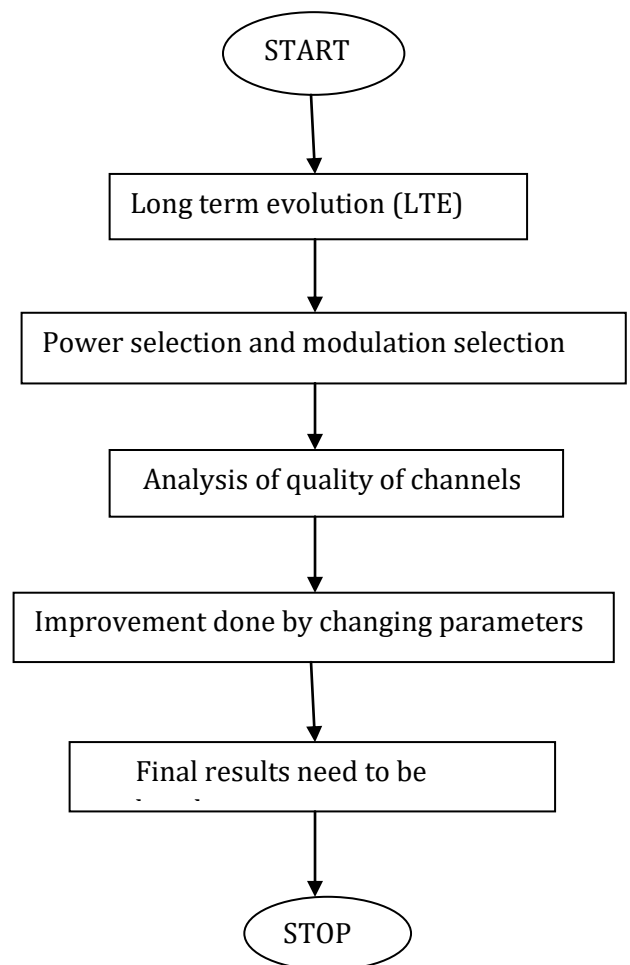 START
Long term evolution (LTE)
Power selection and modulation selection
Analysis of quality of channels
Improvement done by changing parameters
Final results need to be
STOP